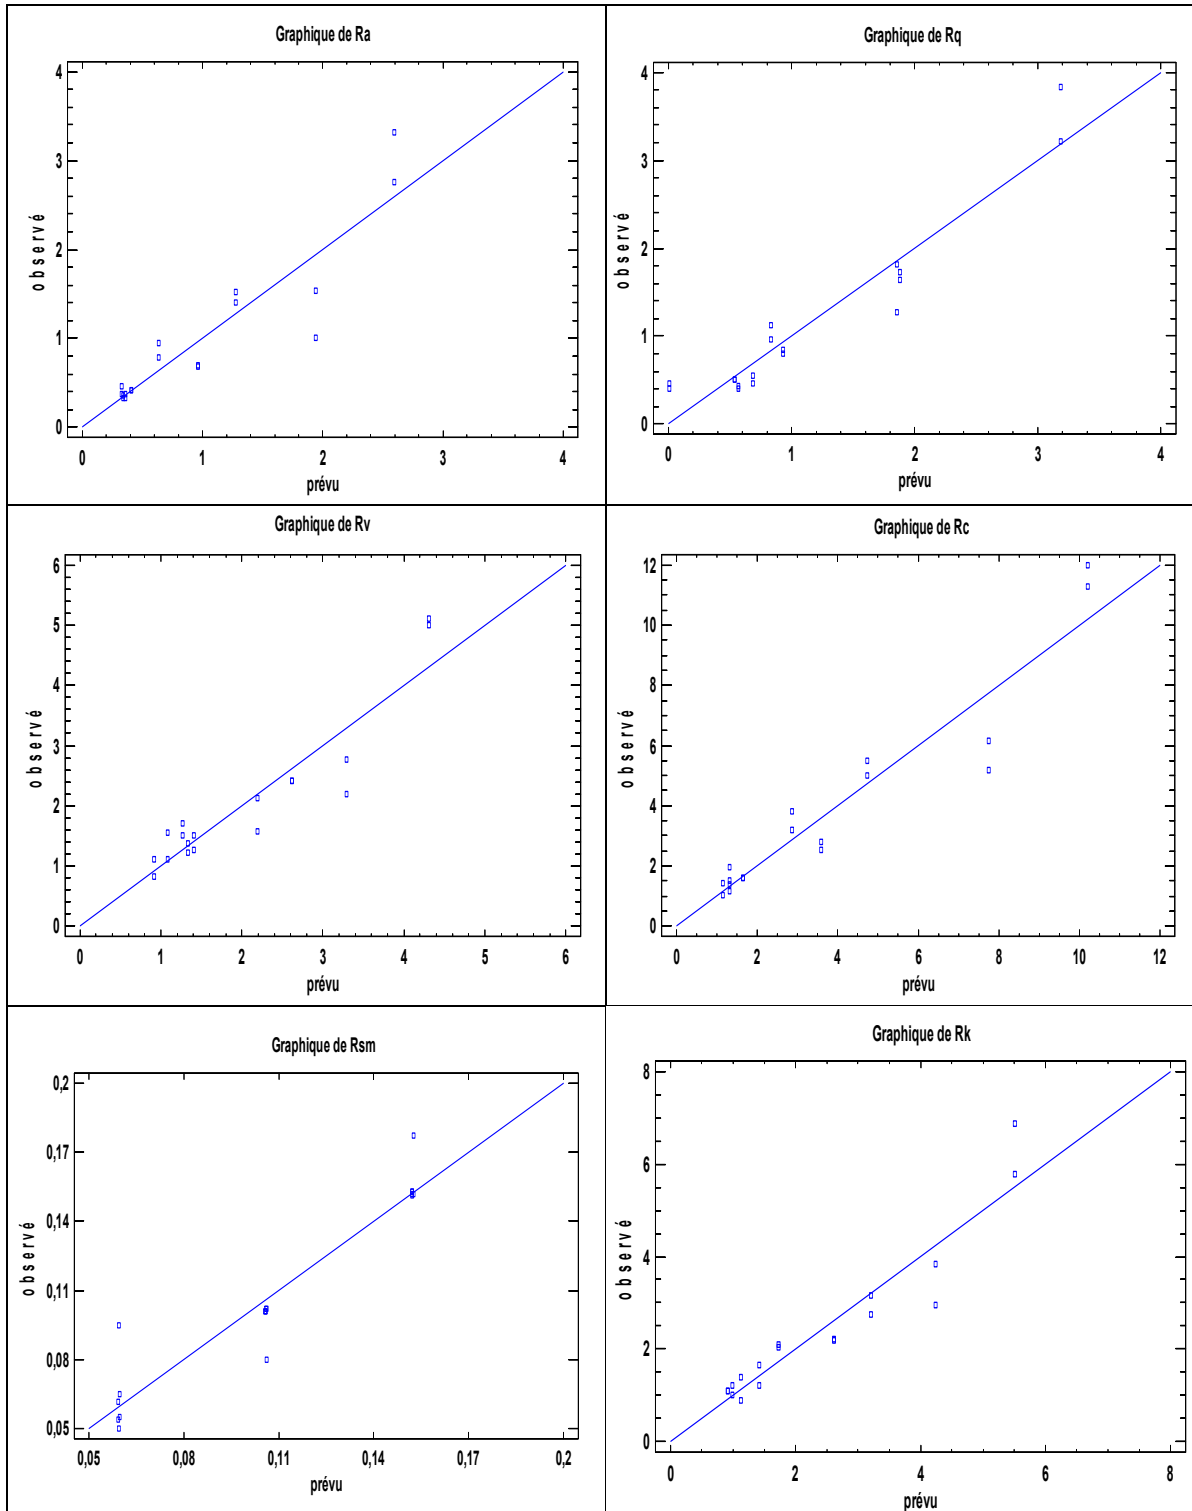 Graphique de Ra
4
3
2
1
0
observé
0 1 2 3 4
prévu
Graphique de Rq
4
3
2
1
0
observé
0 1 2 3 4
prévu
Graphique de Rv
6
5
4
3
2
1
0
observé
0 1 2 3 4 5 6
prévu
Graphique de Rc
12
10
8
6
4
2
0
observé
0 2 4 6 8 10 12
prévu
Graphique de Rsm
0,2
0,17
0,14
0,11
0,08
0,05
observé
0,05 0,08 0,11 0,14 0,17 0,2
prévu
Graphique de Rk
8
6
4
2
0
observé
0 2 4 6 8
prévu